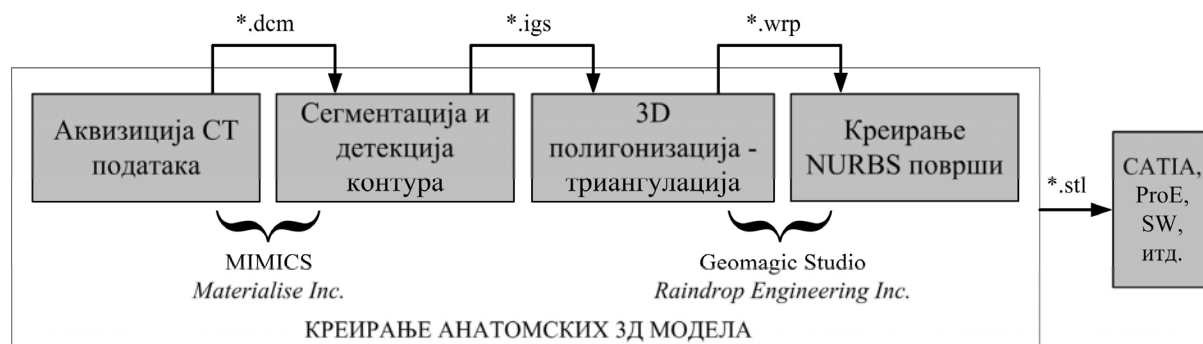 *.dcm
*.igs
*.wrp
Аквизиција CT
података
Сегментација и
детекција
контура
3D
полигонизација -
триангулација
Креирање
NURBS површи
*.stl
CATIA,
ProE,
SW,
итд.
MIMICS
Materialise Inc.
Geomagic Studio
Raindrop Engineering Inc.
КРЕИРАЊЕ АНАТОМСКИХ 3Д МОДЕЛА